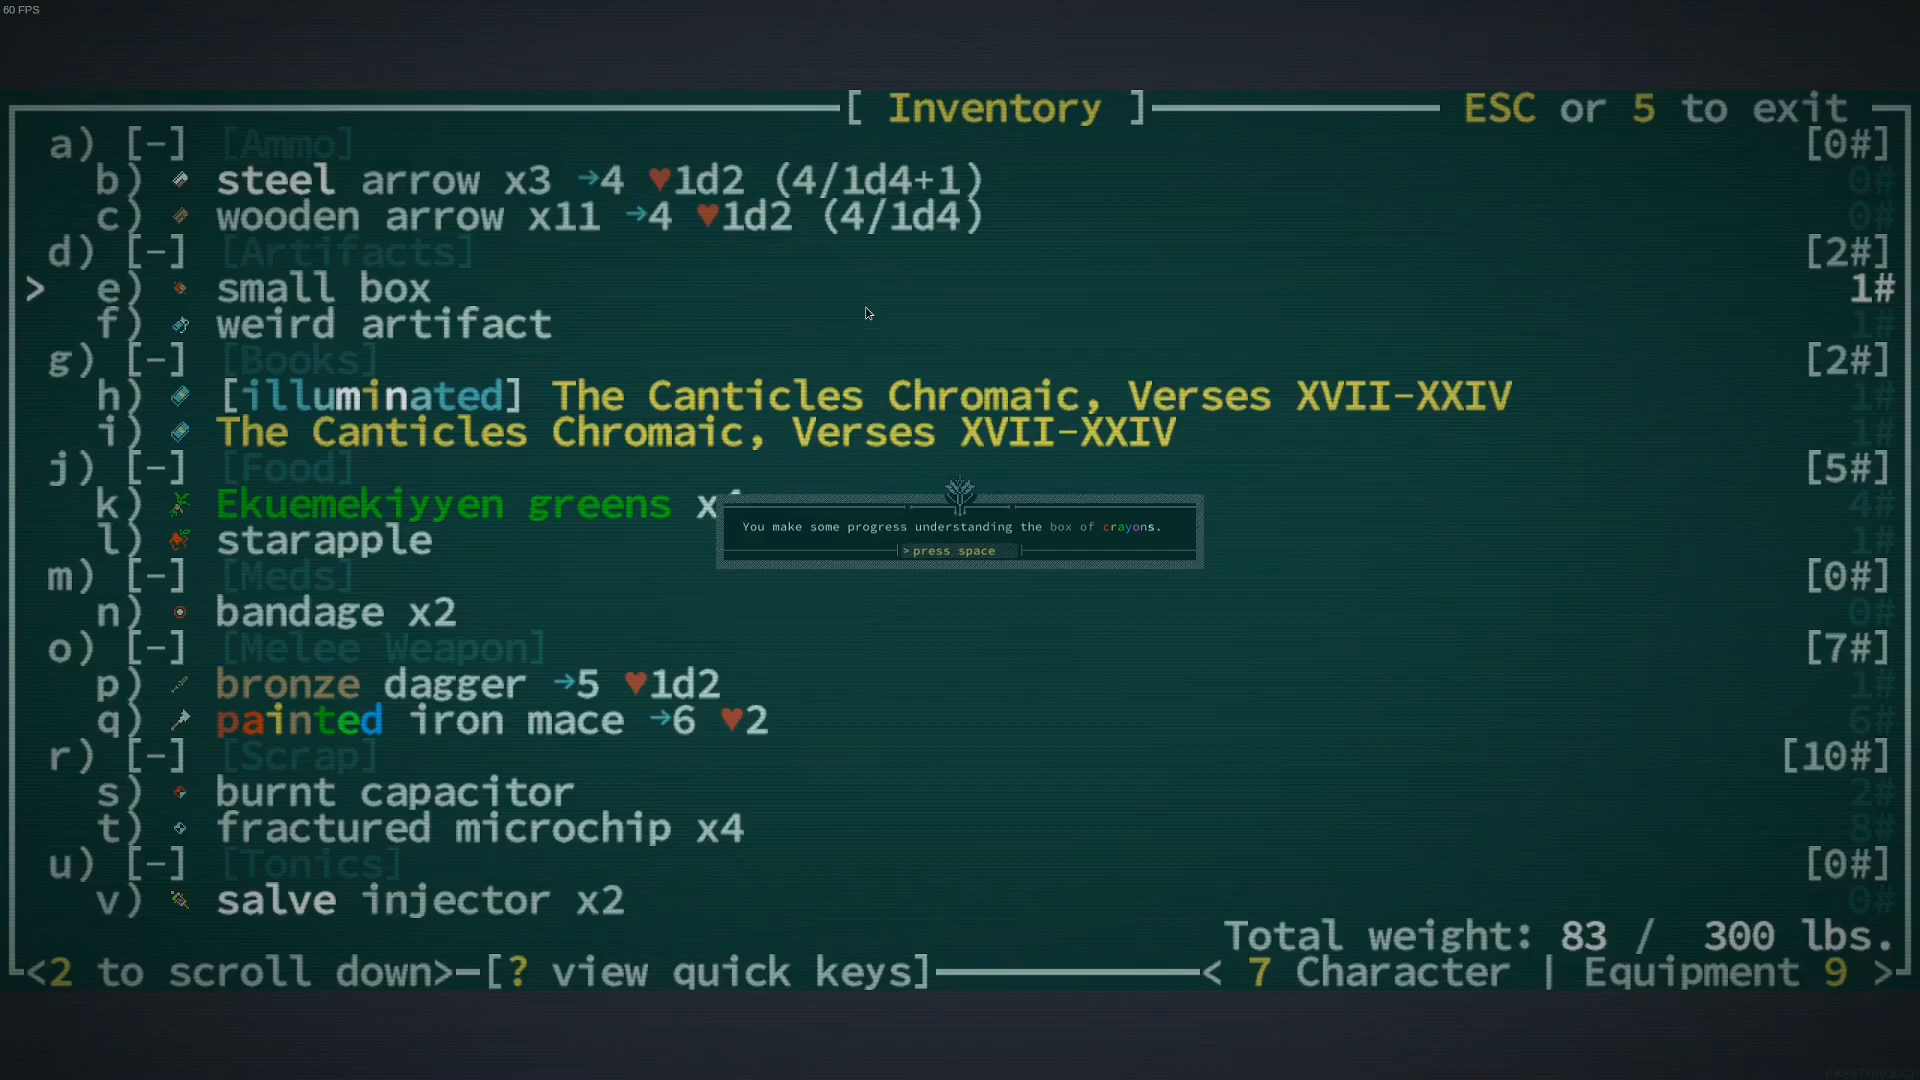 60 FPS
[ Inventory ] ESC or 5 to exit
a) [-] [Ammo] [0#]
b) steel arrow x3 →4 ♥1d2 (4/1d4+1) 0#
c) wooden arrow x11 →4 ♥1d2 (4/1d4) 0#
d) [-] [Artifacts] [2#]
> e) small box 1#
f) weird artifact 1#
g) [-] [Books] [2#]
h) [illuminated] The Canticles Chromaic, Verses XVII-XXIV 1#
i) The Canticles Chromaic, Verses XVII-XXIV 1#
j) [-] [Food] [5#]
k) Ekuemekiyyen greens x4 4#
You make some progress understanding the box of crayons.
>press space
l) starapple 1#
m) [-] [Meds] [0#]
n) bandage x2 0#
o) [-] [Melee Weapon] [7#]
p) bronze dagger →5 ♥1d2 1#
q) painted iron mace →6 ♥2 6#
r) [-] [Scrap] [10#]
s) burnt capacitor 2#
t) fractured microchip x4 8#
u) [-] [Tonics] [0#]
v) salve injector x2 0#
Total weight: 83 / 300 lbs.
<2 to scroll down> [? view quick keys] < 7 Character | Equipment 9 >
PASSTHROUGH